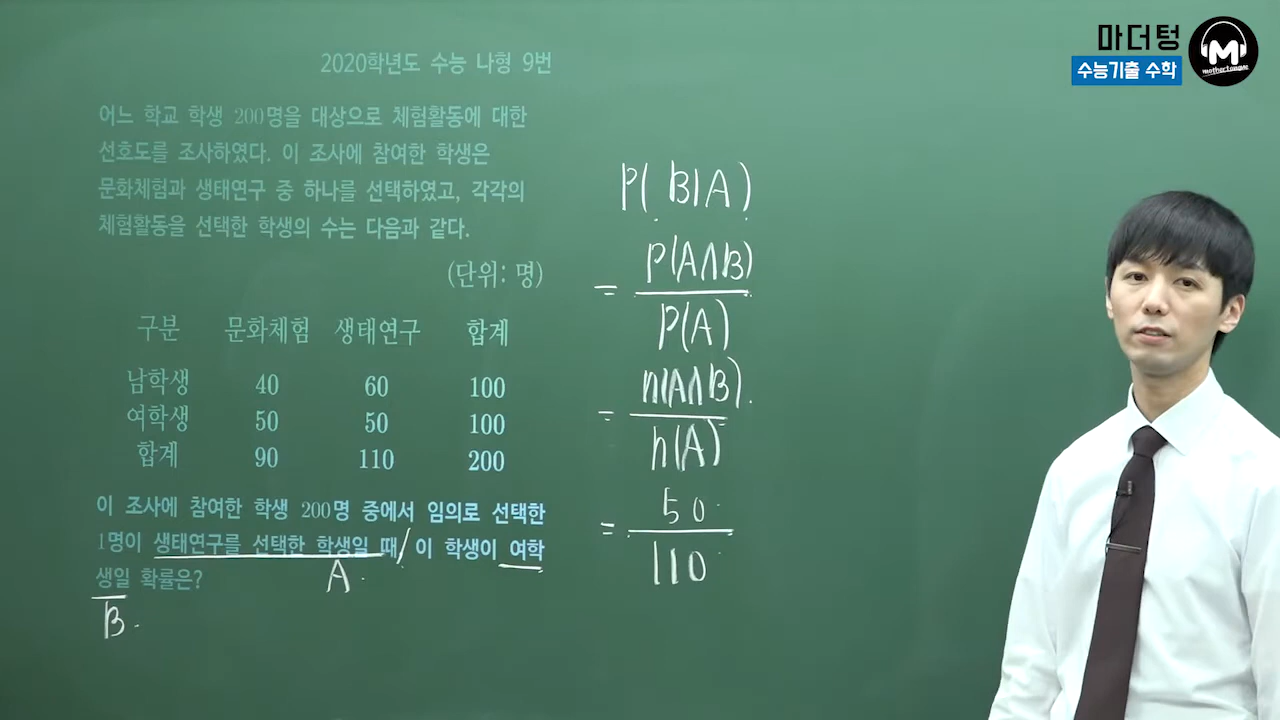 마더텅
수능기출 수학
M
mothertongue
2020학년도 수능 나형 9번
어느 학교 학생 200명을 대상으로 체험활동에 대한
선호도를 조사하였다. 이 조사에 참여한 학생은
문화체험과 생태연구 중 하나를 선택하였고, 각각의
체험활동을 선택한 학생의 수는 다음과 같다.
(단위: 명)
구분 문화체험 생태연구 합계
남학생 40 60 100
여학생 50 50 100
합계 90 110 200
이 조사에 참여한 학생 200명 중에서 임의로 선택한
1명이 생태연구를 선택한 학생일 때, 이 학생이 여학
생일 확률은?
A
B
P(B|A)
= P(A∩B) / P(A)
= n(A∩B) / n(A)
= 50 / 110